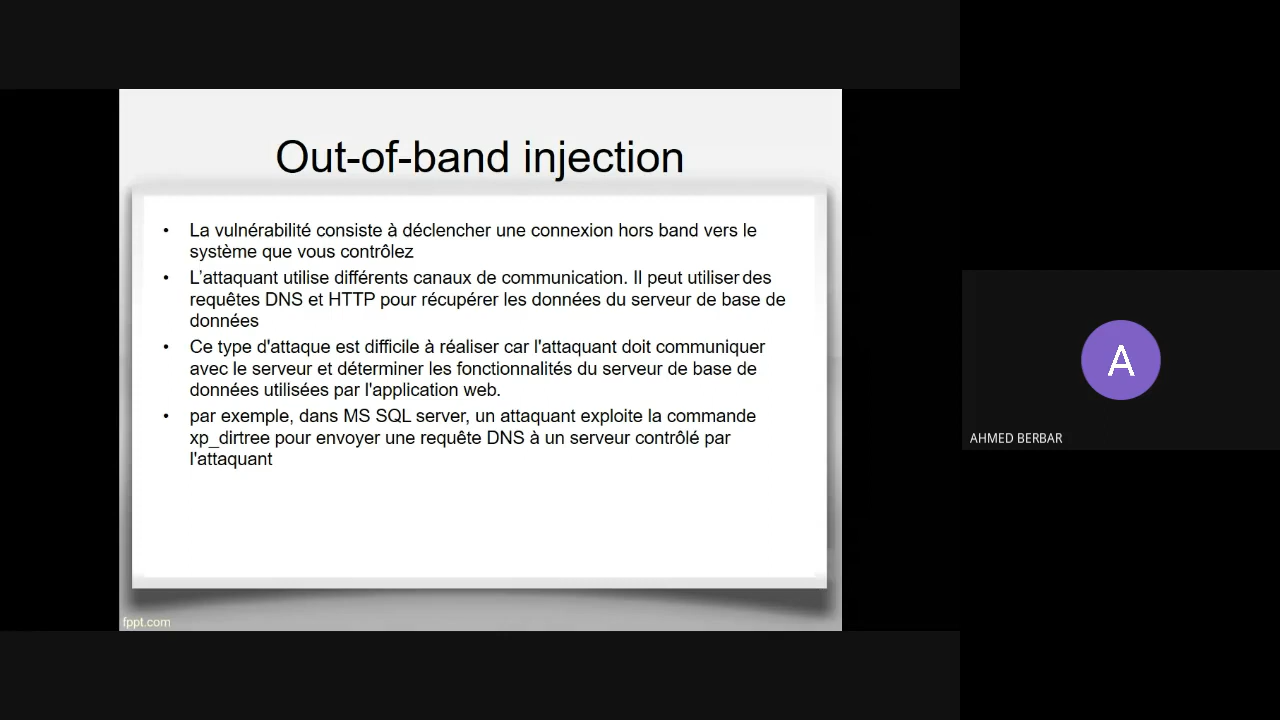 Out-of-band injection
• La vulnérabilité consiste à déclencher une connexion hors band vers le
système que vous contrôlez
• L'attaquant utilise différents canaux de communication. Il peut utiliser des
requêtes DNS et HTTP pour récupérer les données du serveur de base de
données
• Ce type d'attaque est difficile à réaliser car l'attaquant doit communiquer
avec le serveur et déterminer les fonctionnalités du serveur de base de
données utilisées par l'application web.
• par exemple, dans MS SQL server, un attaquant exploite la commande
xp_dirtree pour envoyer une requête DNS à un serveur contrôlé par
l'attaquant
fppt.com
A
AHMED BERBAR